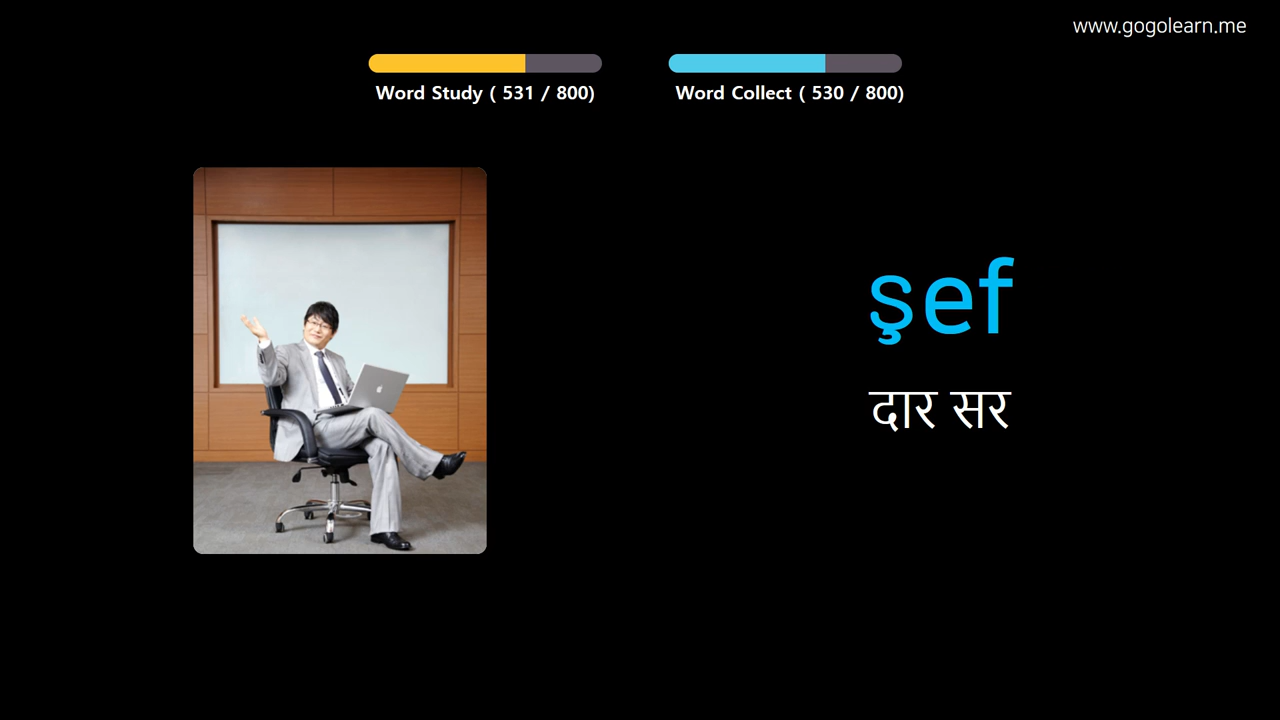 www.gogolearn.me
Word Study ( 531 / 800)
Word Collect ( 530 / 800)
şef
दार सर